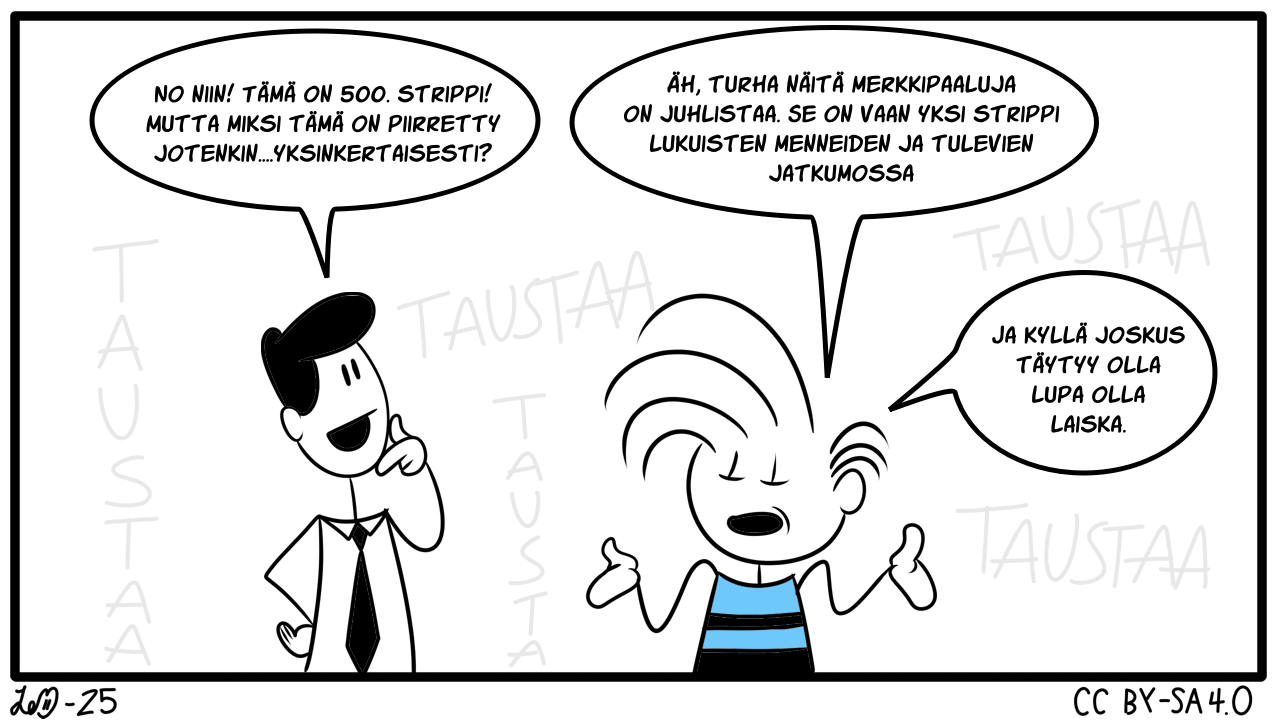 NO NIIN! TÄMÄ ON 500. STRIPPI!
MUTTA MIKSI TÄMÄ ON PIIRRETTY
JOTENKIN....YKSINKERTAISESTI?
ÄH, TURHA NÄITÄ MERKKIPAALUJA
ON JUHLISTAA. SE ON VAAN YKSI STRIPPI
LUKUISTEN MENNEIDEN JA TULEVIEN
JATKUMOSSA
JA KYLLÄ JOSKUS
TÄYTYY OLLA
LUPA OLLA
LAISKA.
TAUSTAA
TAUSTAA
TAUSTAA
TAUSTA
TAUSTAA
-25
CC BY-SA 4.0